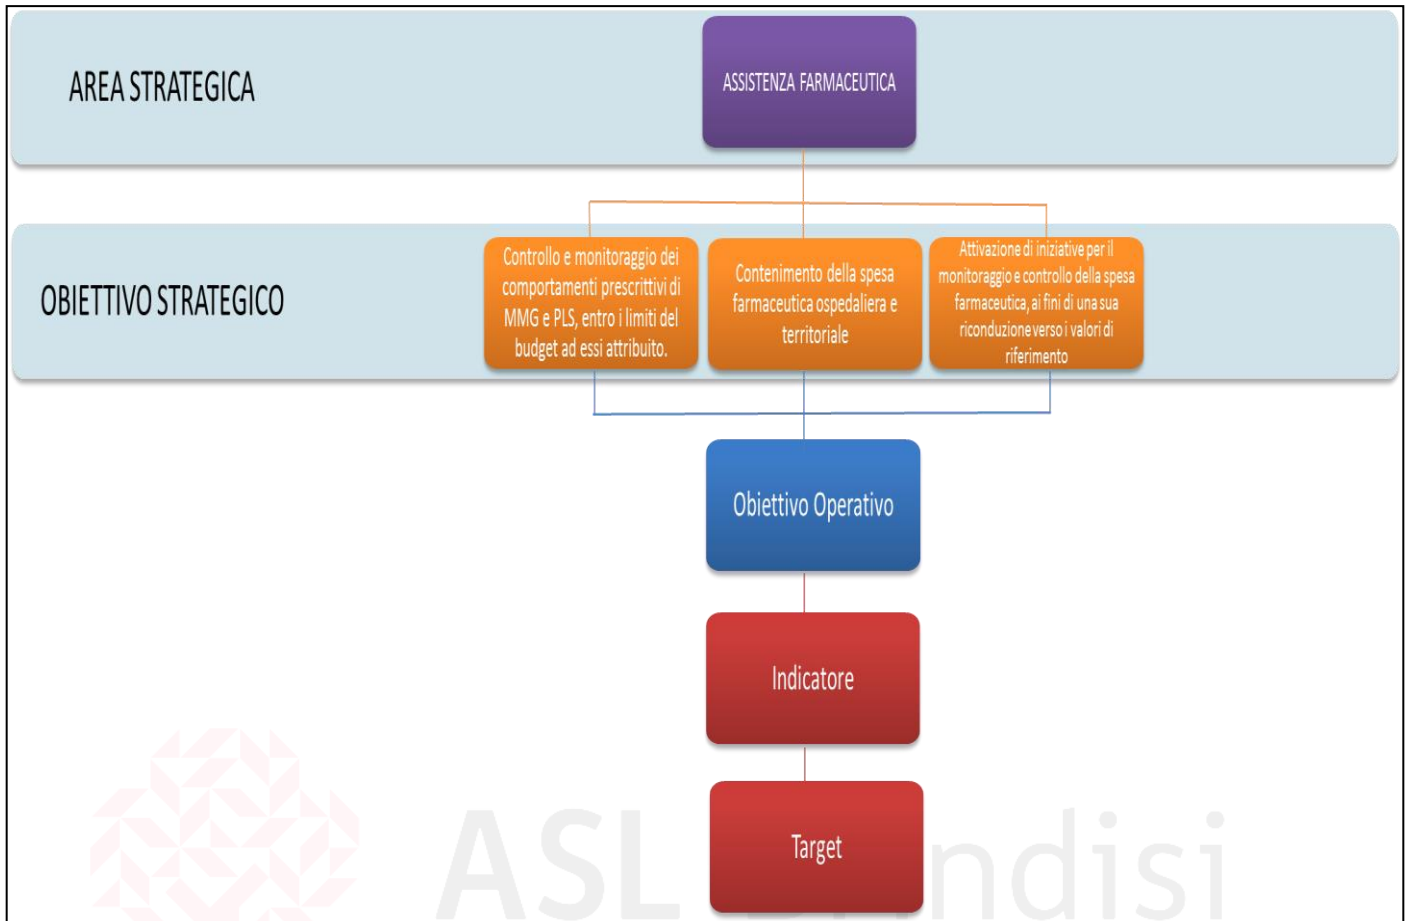 AREA STRATEGICA
ASSISTENZA FARMACEUTICA
OBIETTIVO STRATEGICO
Controllo e monitoraggio dei
comportamenti prescrittivi di
MMG e PLS, entro i limiti del
budget ad essi attribuito.
Contenimento della spesa
farmaceutica ospedaliera e
territoriale
Attivazione di iniziative per il
monitoraggio e controllo della spesa
farmaceutica, ai fini di una sua
riconduzione verso i valori di
riferimento
Obiettivo Operativo
Indicatore
Target
ASL Brindisi